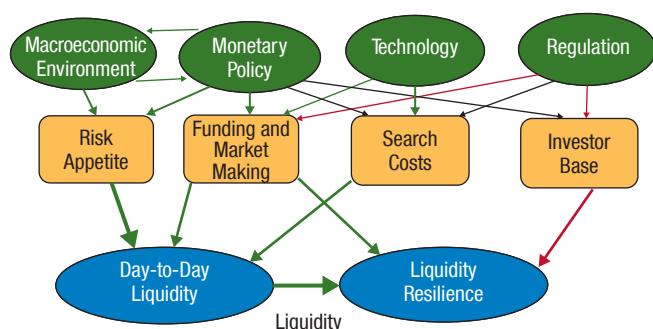 Macroeconomic
Environment
Monetary
Policy
Technology
Regulation
Risk
Appetite
Funding and
Market
Making
Search
Costs
Investor
Base
Day-to-Day
Liquidity
Liquidity
Resilience
Liquidity